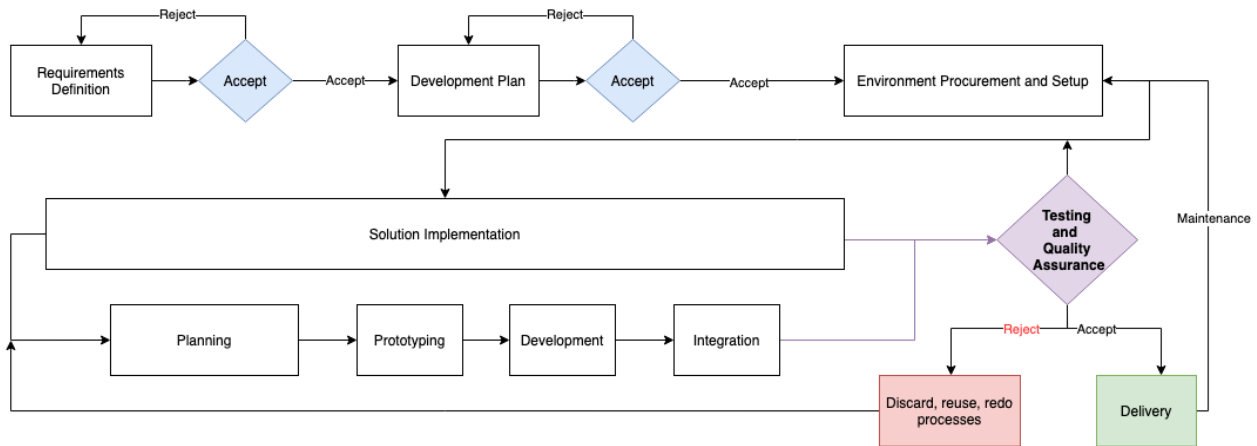 Reject
Reject
Requirements
Definition
Accept
Accept
Development Plan
Accept
Accept
Environment Procurement and Setup
Solution Implementation
Testing
and
Quality
Assurance
Maintenance
Planning
Prototyping
Development
Integration
Reject
Accept
Discard, reuse, redo
processes
Delivery